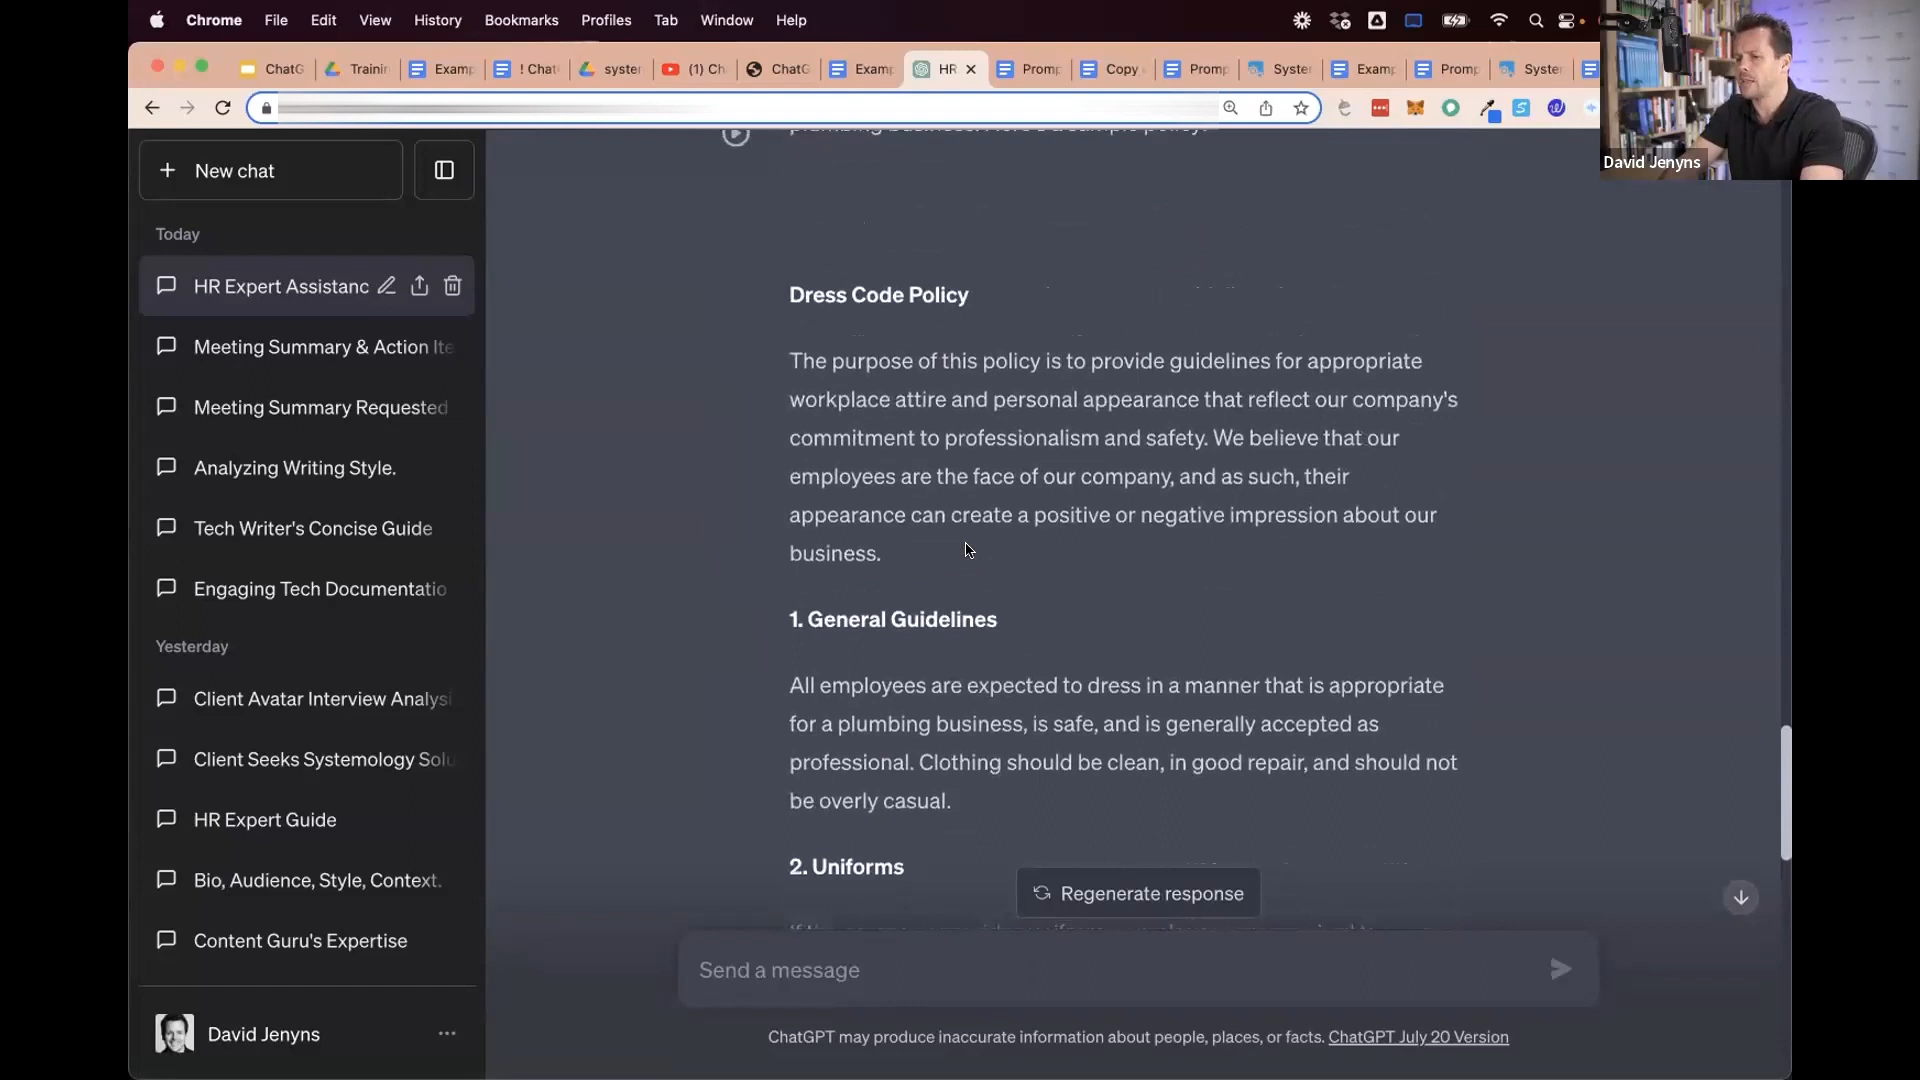 Chrome File Edit View History Bookmarks Profiles Tab Window Help
ChatG Trainin Examp ! Chat syster (1) Ch ChatG Examp HR Promp Copy Promp Syster Examp Promp System
David Jenyns
New chat
Today
HR Expert Assistanc
Meeting Summary & Action Ite
Meeting Summary Requested
Analyzing Writing Style.
Tech Writer's Concise Guide
Engaging Tech Documentatio
Yesterday
Client Avatar Interview Analysi
Client Seeks Systemology Solu
HR Expert Guide
Bio, Audience, Style, Context.
Content Guru's Expertise
David Jenyns
plumbing business. Here's a sample policy:
Dress Code Policy
The purpose of this policy is to provide guidelines for appropriate
workplace attire and personal appearance that reflect our company's
commitment to professionalism and safety. We believe that our
employees are the face of our company, and as such, their
appearance can create a positive or negative impression about our
business.
1. General Guidelines
All employees are expected to dress in a manner that is appropriate
for a plumbing business, is safe, and is generally accepted as
professional. Clothing should be clean, in good repair, and should not
be overly casual.
2. Uniforms
Regenerate response
Send a message
ChatGPT may produce inaccurate information about people, places, or facts. ChatGPT July 20 Version